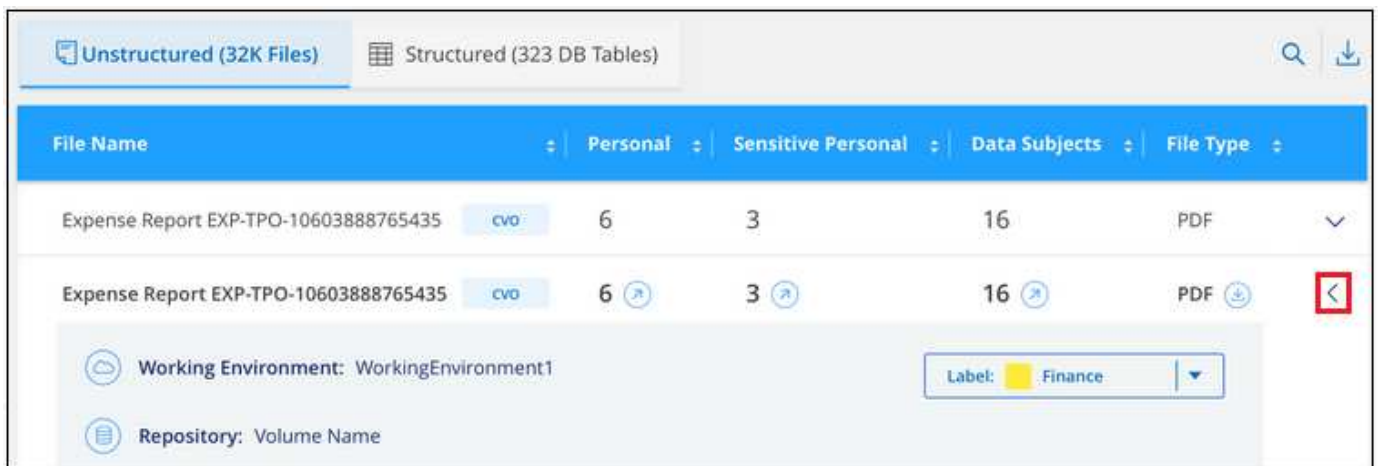 Unstructured (32K Files) Structured (323 DB Tables)
File Name Personal Sensitive Personal Data Subjects File Type
Expense Report EXP-TPO-10603888765435 CVO 6 3 16 PDF
Expense Report EXP-TPO-10603888765435 CVO 6 3 16 PDF
Working Environment: WorkingEnvironment1 Label: Finance
Repository: Volume Name